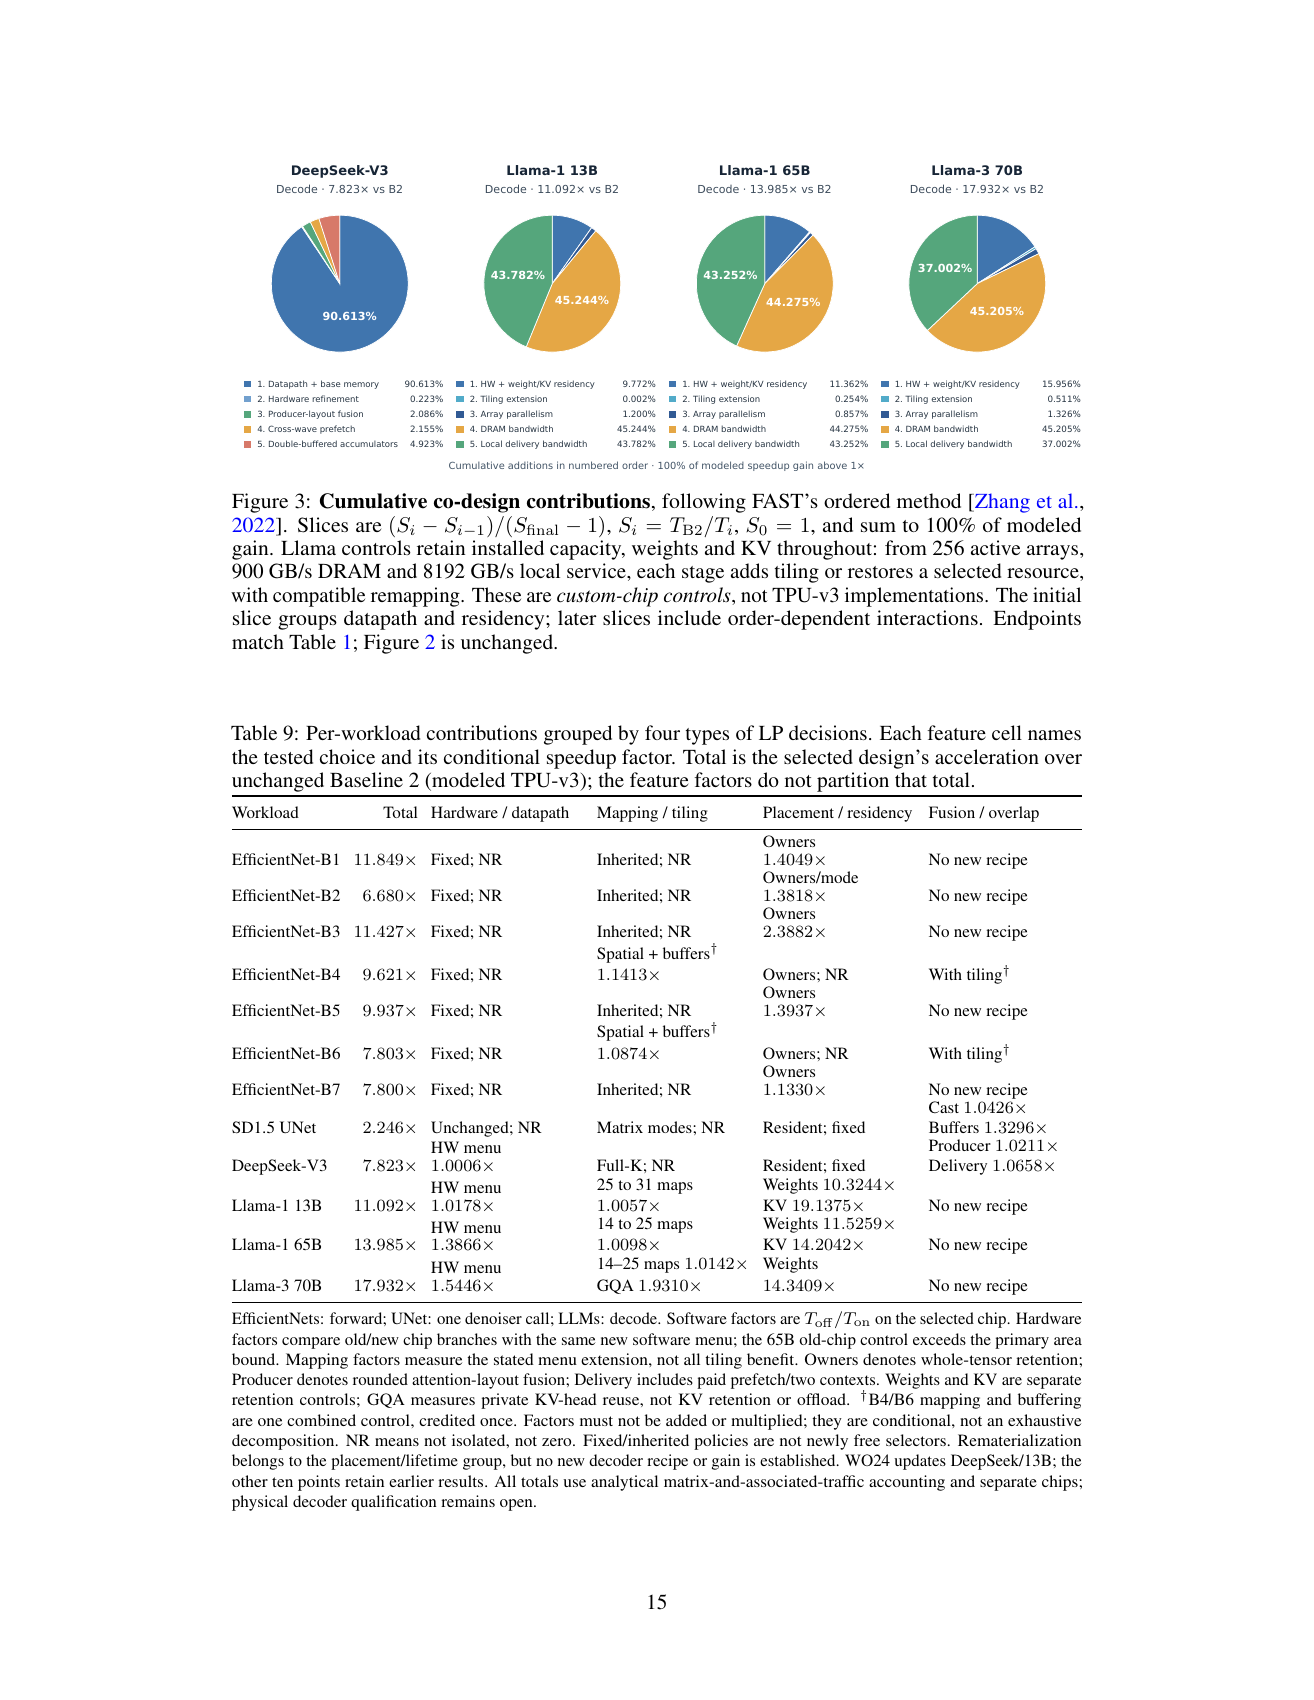 DeepSeek-V3
Decode · 7.823× vs B2
90.613%
1. Datapath + base memory 90.613%
2. Hardware refinement 0.223%
3. Producer-layout fusion 2.086%
4. Cross-wave prefetch 2.155%
5. Double-buffered accumulators 4.923%
Llama-1 13B
Decode · 11.092× vs B2
43.782%
45.244%
1. HW + weight/KV residency 9.772%
2. Tiling extension 0.002%
3. Array parallelism 1.200%
4. DRAM bandwidth 45.244%
5. Local delivery bandwidth 43.782%
Llama-1 65B
Decode · 13.985× vs B2
43.252%
44.275%
1. HW + weight/KV residency 11.362%
2. Tiling extension 0.254%
3. Array parallelism 0.857%
4. DRAM bandwidth 44.275%
5. Local delivery bandwidth 43.252%
Llama-3 70B
Decode · 17.932× vs B2
37.002%
45.205%
1. HW + weight/KV residency 15.956%
2. Tiling extension 0.511%
3. Array parallelism 1.326%
4. DRAM bandwidth 45.205%
5. Local delivery bandwidth 37.002%
Cumulative additions in numbered order · 100% of modeled speedup gain above 1×
Figure 3: Cumulative co-design contributions, following FAST's ordered method [Zhang et al.,
2022]. Slices are (S_i − S_{i−1})/(S_final − 1), S_i = T_B2/T_i, S_0 = 1, and sum to 100% of modeled
gain. Llama controls retain installed capacity, weights and KV throughout: from 256 active arrays,
900 GB/s DRAM and 8192 GB/s local service, each stage adds tiling or restores a selected resource,
with compatible remapping. These are custom-chip controls, not TPU-v3 implementations. The initial
slice groups datapath and residency; later slices include order-dependent interactions. Endpoints
match Table 1; Figure 2 is unchanged.
Table 9: Per-workload contributions grouped by four types of LP decisions. Each feature cell names
the tested choice and its conditional speedup factor. Total is the selected design's acceleration over
unchanged Baseline 2 (modeled TPU-v3); the feature factors do not partition that total.
Workload Total Hardware / datapath Mapping / tiling Placement / residency Fusion / overlap
Owners
EfficientNet-B1 11.849× Fixed; NR Inherited; NR 1.4049× No new recipe
Owners/mode
EfficientNet-B2 6.680× Fixed; NR Inherited; NR 1.3818× No new recipe
Owners
EfficientNet-B3 11.427× Fixed; NR Inherited; NR 2.3882× No new recipe
Spatial + buffers†
EfficientNet-B4 9.621× Fixed; NR 1.1413× Owners; NR With tiling†
Owners
EfficientNet-B5 9.937× Fixed; NR Inherited; NR 1.3937× No new recipe
Spatial + buffers†
EfficientNet-B6 7.803× Fixed; NR 1.0874× Owners; NR With tiling†
Owners
EfficientNet-B7 7.800× Fixed; NR Inherited; NR 1.1330× No new recipe
Cast 1.0426×
SD1.5 UNet 2.246× Unchanged; NR Matrix modes; NR Resident; fixed Buffers 1.3296×
HW menu Producer 1.0211×
DeepSeek-V3 7.823× 1.0006× Full-K; NR Resident; fixed Delivery 1.0658×
HW menu 25 to 31 maps Weights 10.3244×
Llama-1 13B 11.092× 1.0178× 1.0057× KV 19.1375× No new recipe
HW menu 14 to 25 maps Weights 11.5259×
Llama-1 65B 13.985× 1.3866× 1.0098× KV 14.2042× No new recipe
HW menu 14–25 maps 1.0142× Weights
Llama-3 70B 17.932× 1.5446× GQA 1.9310× 14.3409× No new recipe
EfficientNets: forward; UNet: one denoiser call; LLMs: decode. Software factors are T_off/T_on on the selected chip. Hardware
factors compare old/new chip branches with the same new software menu; the 65B old-chip control exceeds the primary area
bound. Mapping factors measure the stated menu extension, not all tiling benefit. Owners denotes whole-tensor retention;
Producer denotes rounded attention-layout fusion; Delivery includes paid prefetch/two contexts. Weights and KV are separate
retention controls; GQA measures private KV-head reuse, not KV retention or offload. †B4/B6 mapping and buffering
are one combined control, credited once. Factors must not be added or multiplied; they are conditional, not an exhaustive
decomposition. NR means not isolated, not zero. Fixed/inherited policies are not newly free selectors. Rematerialization
belongs to the placement/lifetime group, but no new decoder recipe or gain is established. WO24 updates DeepSeek/13B; the
other ten points retain earlier results. All totals use analytical matrix-and-associated-traffic accounting and separate chips;
physical decoder qualification remains open.
15